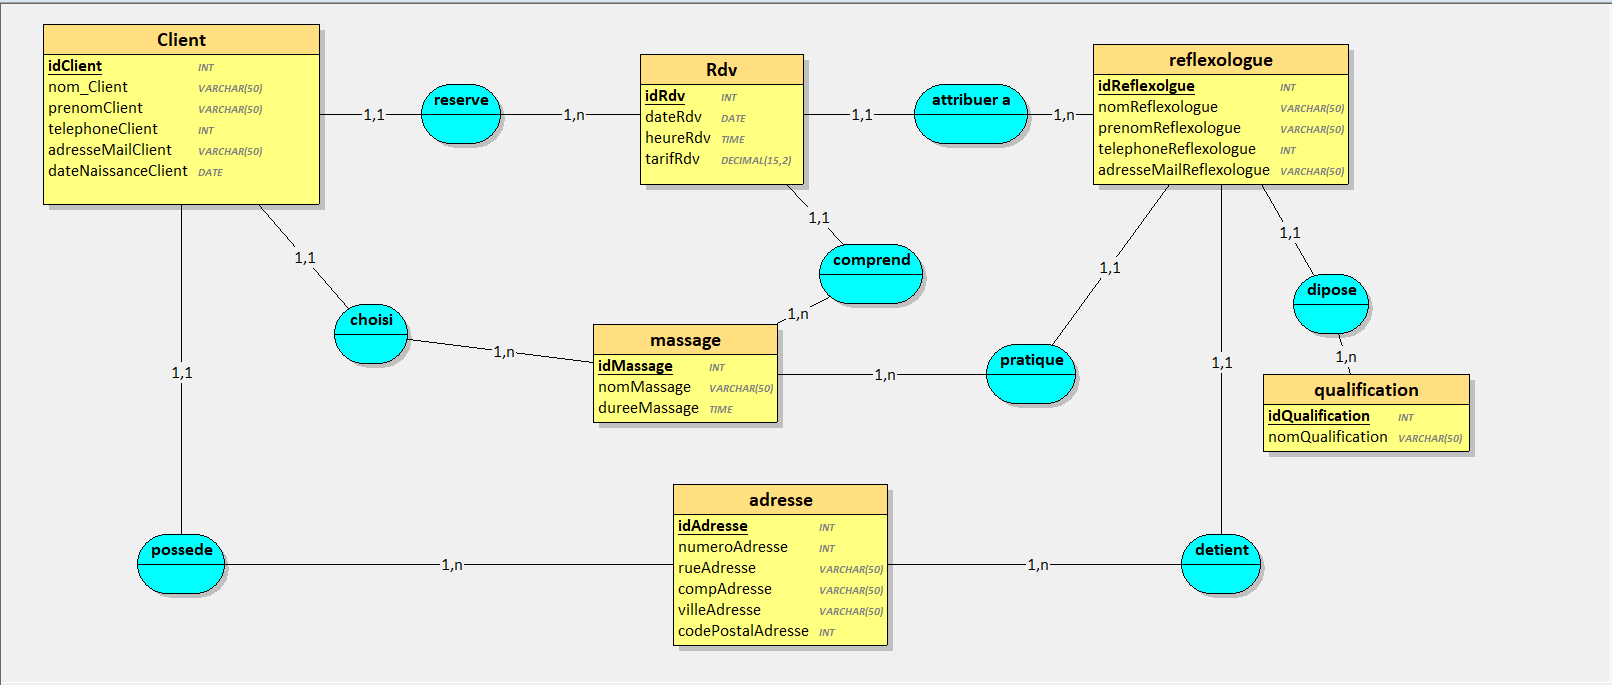 Client
idClient INT
nom_Client VARCHAR(50)
prenomClient VARCHAR(50)
telephoneClient INT
adresseMailClient VARCHAR(50)
dateNaissanceClient DATE
1,1
reserve
1,n
Rdv
idRdv INT
dateRdv DATE
heureRdv TIME
tarifRdv DECIMAL(15,2)
1,1
attribuer a
1,n
reflexologue
idReflexolgue INT
nomReflexologue VARCHAR(50)
prenomReflexologue VARCHAR(50)
telephoneReflexologue INT
adresseMailReflexologue VARCHAR(50)
1,1
comprend
1,n
1,1
choisi
1,n
massage
idMassage INT
nomMassage VARCHAR(50)
dureeMassage TIME
1,n
pratique
1,1
1,1
dipose
1,n
qualification
idQualification INT
nomQualification VARCHAR(50)
1,1
possede
1,n
adresse
idAdresse INT
numeroAdresse INT
rueAdresse VARCHAR(50)
compAdresse VARCHAR(50)
villeAdresse VARCHAR(50)
codePostalAdresse INT
1,n
detient
1,1